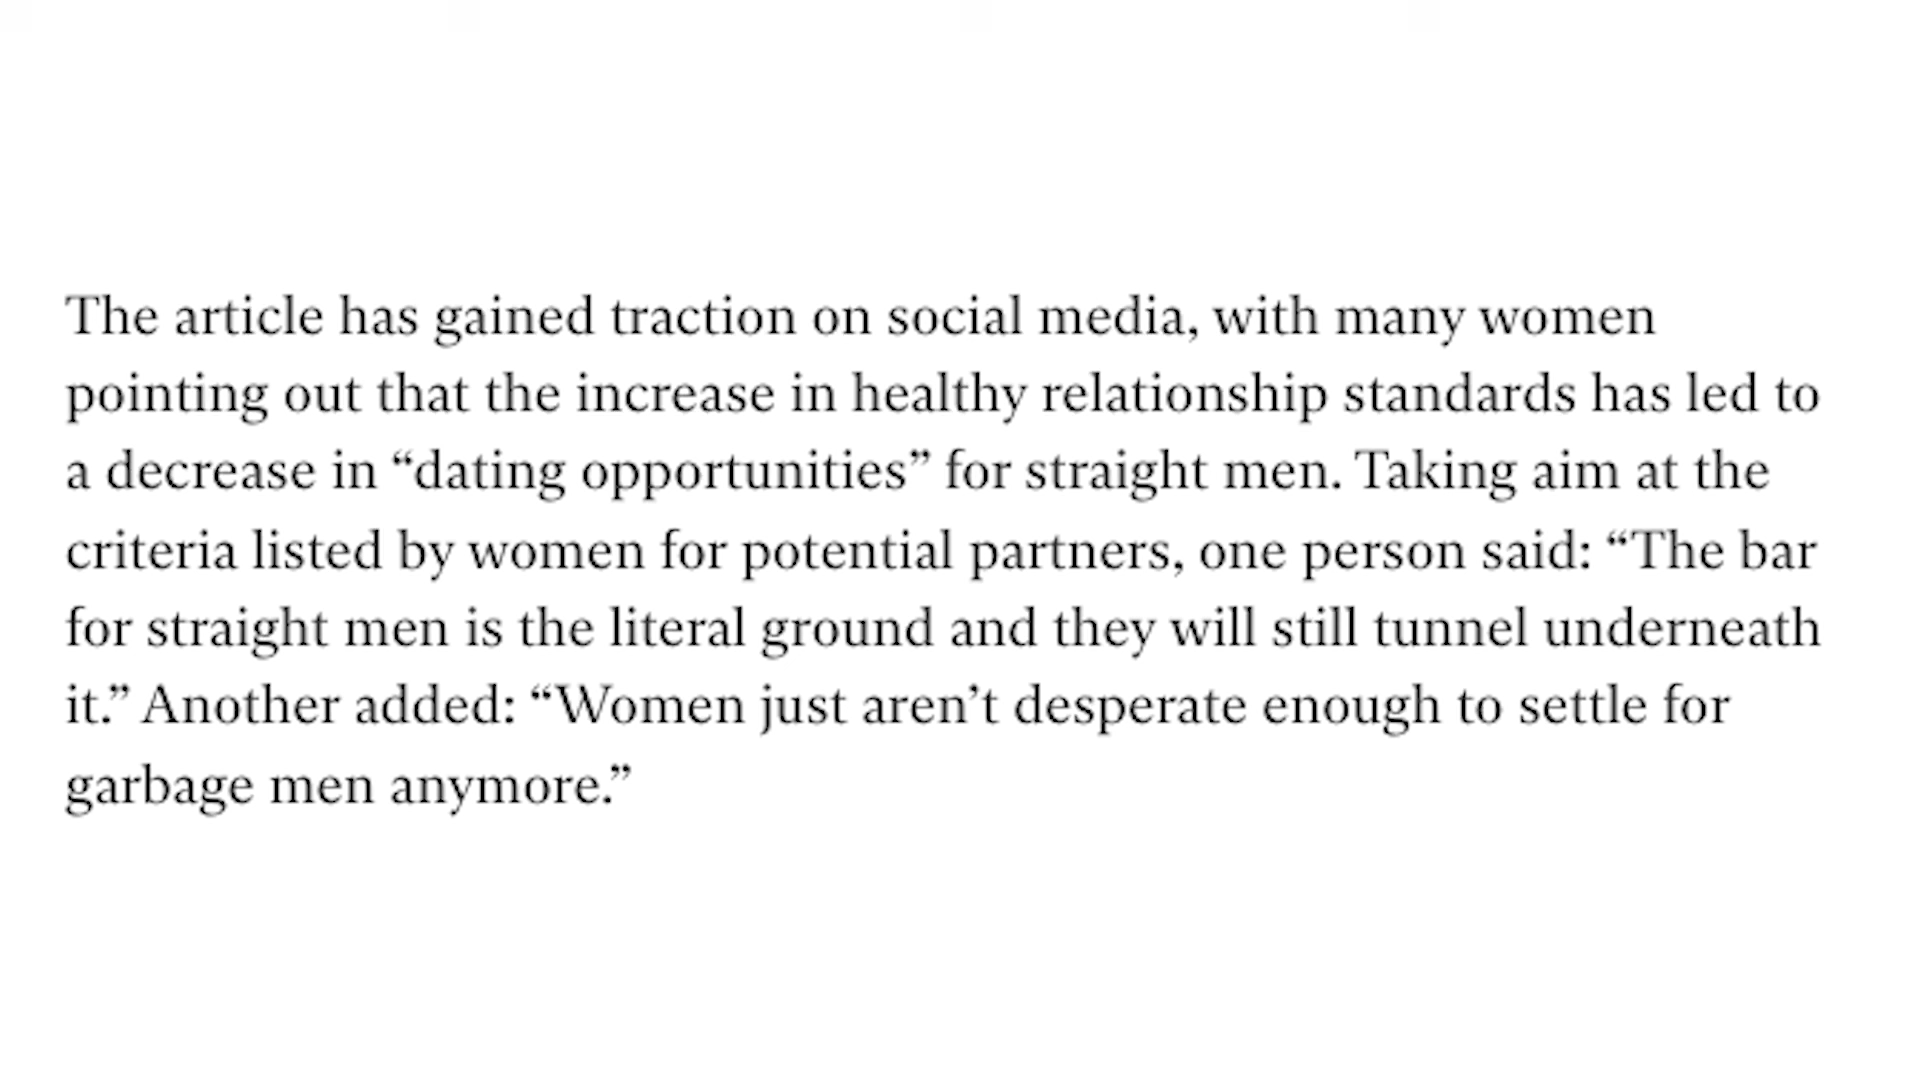 The article has gained traction on social media, with many women
pointing out that the increase in healthy relationship standards has led to
a decrease in “dating opportunities” for straight men. Taking aim at the
criteria listed by women for potential partners, one person said: “The bar
for straight men is the literal ground and they will still tunnel underneath
it.” Another added: “Women just aren’t desperate enough to settle for
garbage men anymore.”